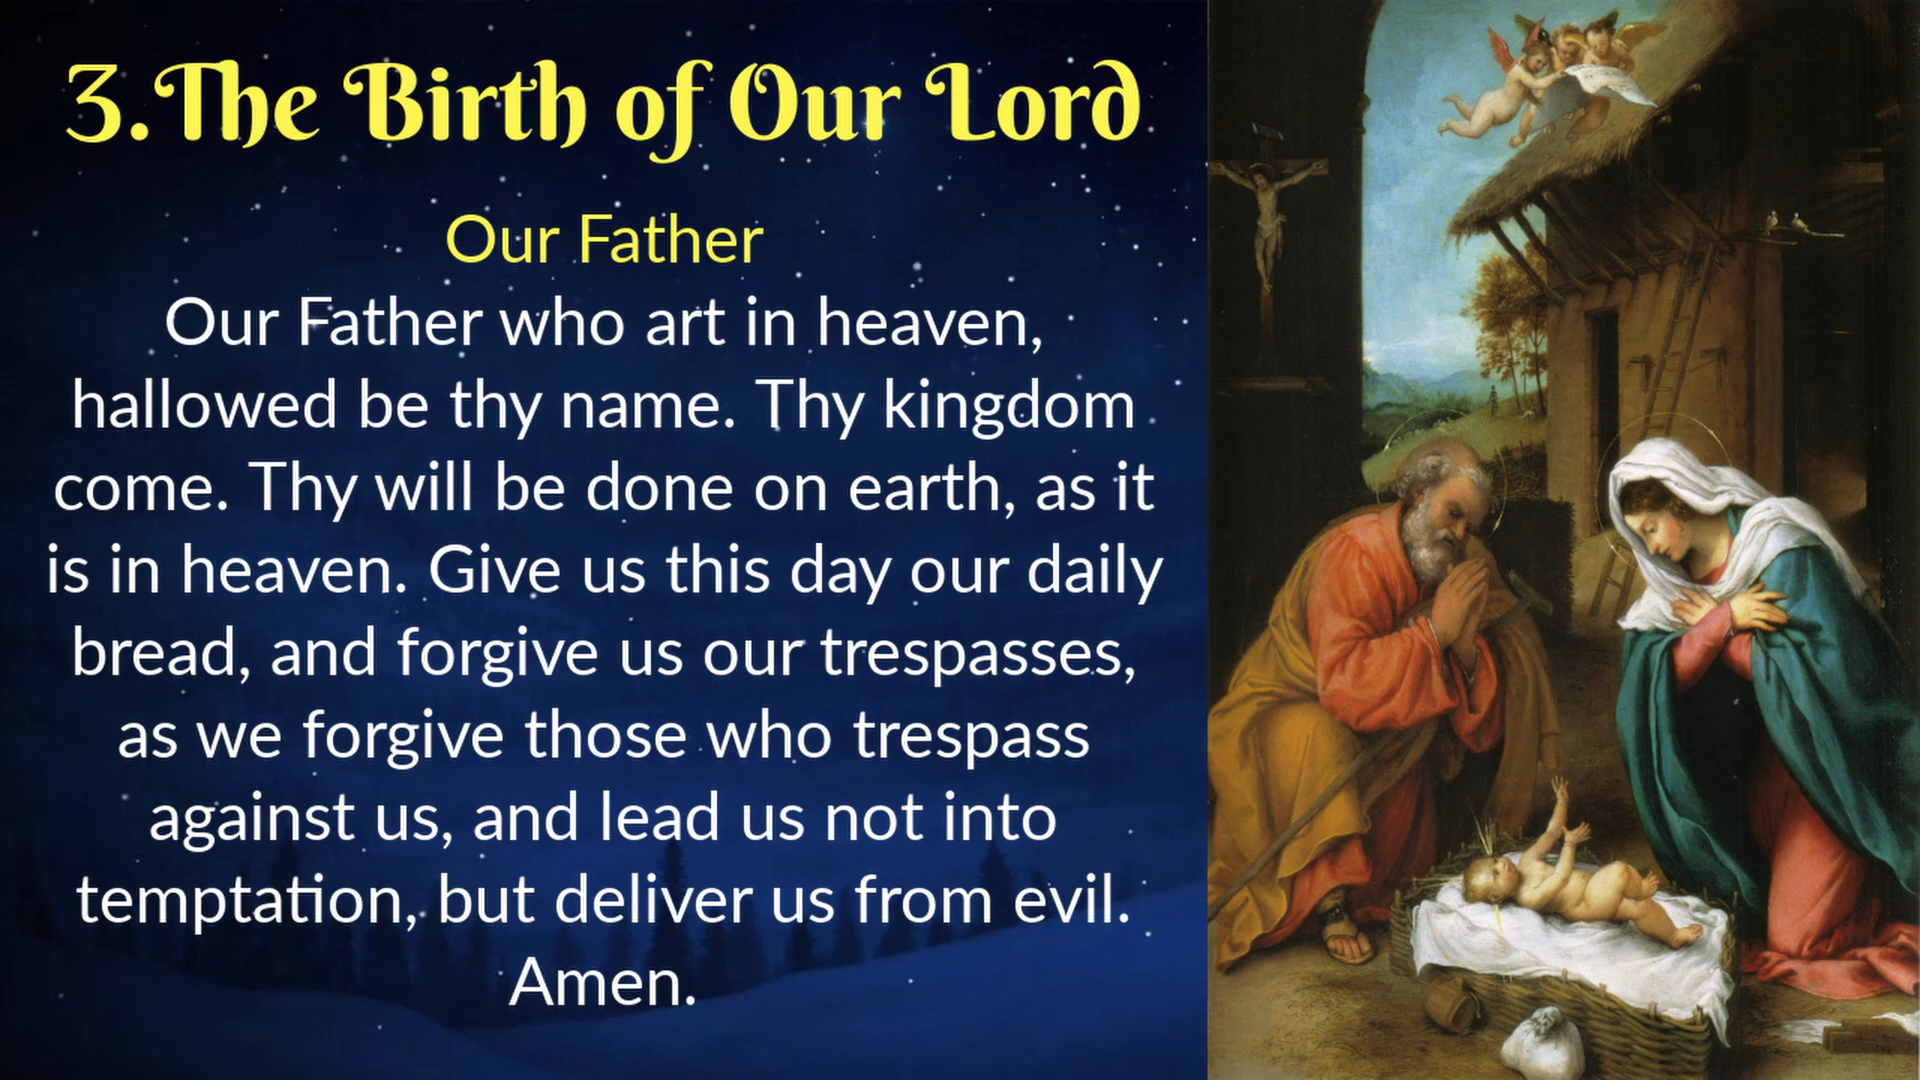 3.The Birth of Our Lord
Our Father
Our Father who art in heaven,
hallowed be thy name. Thy kingdom
come. Thy will be done on earth, as it
is in heaven. Give us this day our daily
bread, and forgive us our trespasses,
as we forgive those who trespass
against us, and lead us not into
temptation, but deliver us from evil.
Amen.